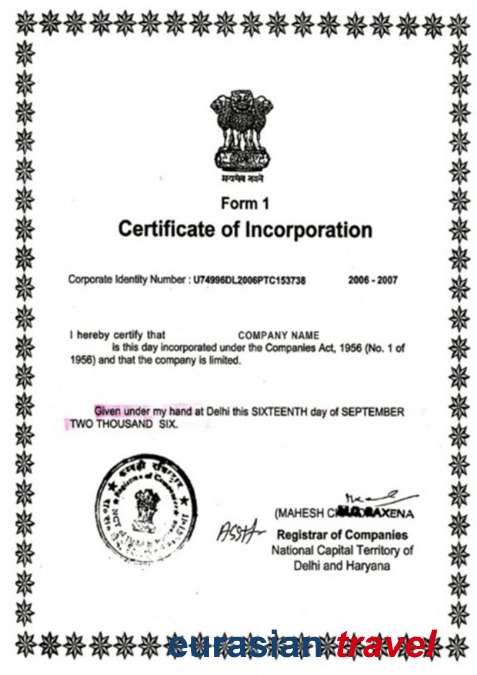 सत्यमेव जयते
Form 1
Certificate of Incorporation
Corporate Identity Number : U74996DL2006PTC153738 2006 - 2007
I hereby certify that COMPANY NAME
is this day incorporated under the Companies Act, 1956 (No. 1 of
1956) and that the company is limited.
Given under my hand at Delhi this SIXTEENTH day of SEPTEMBER
TWO THOUSAND SIX.
(MAHESH
AXENA
Registrar of Companies
National Capital Territory of
Delhi and Haryana
eurasian travel